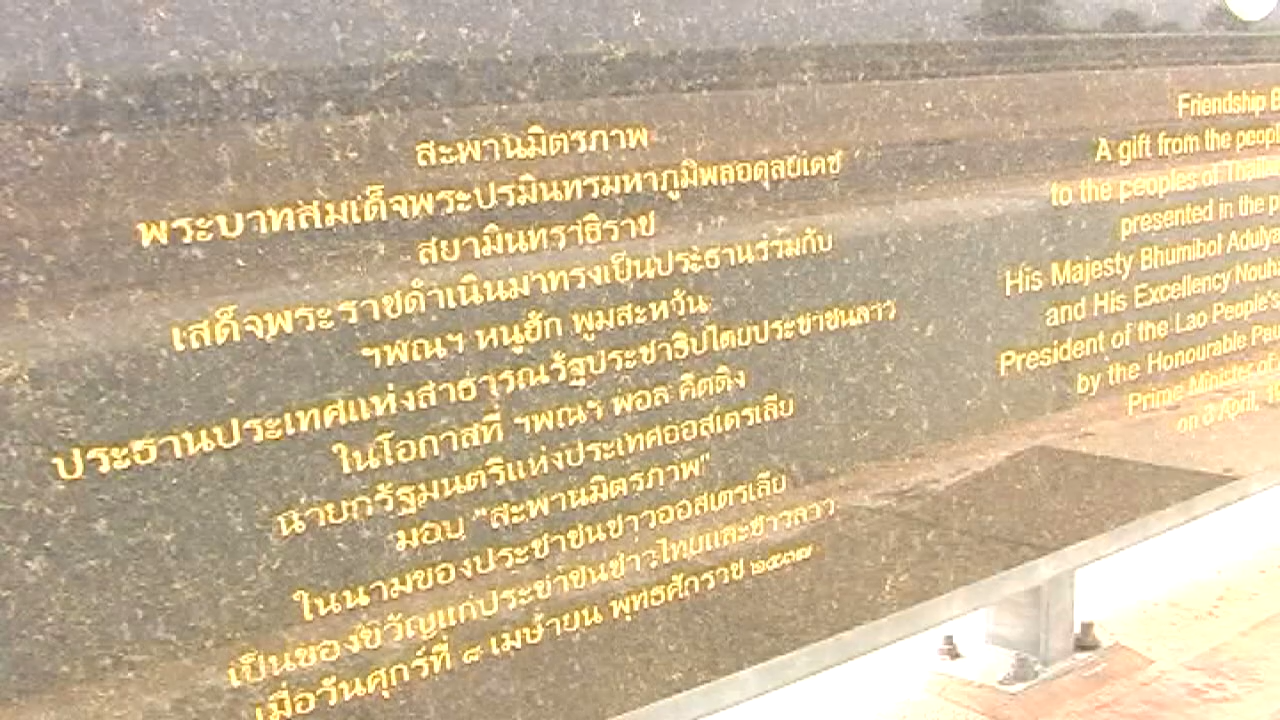 สะพานมิตรภาพ
พระบาทสมเด็จพระปรมินทรมหาภูมิพลอดุลยเดช
สยามินทราธิราช
เสด็จพระราชดำเนินมาทรงเป็นประธานร่วมกับ
ฯพณฯ หนูฮัก พูมสะหวัน
ประธานประเทศแห่งสาธารณรัฐประชาธิปไตยประชาชนลาว
ในโอกาสที่ ฯพณฯ พอล คีตติง
นายกรัฐมนตรีแห่งประเทศออสเตรเลีย
มอบ "สะพานมิตรภาพ"
ในนามของประชาชนชาวออสเตรเลีย
เป็นของขวัญแก่ประชาชนชาวไทยและชาวลาว
เมื่อวันศุกร์ที่ ๘ เมษายน พุทธศักราช ๒๕๓๗
Friendship
A gift from the
to the peoples of
presented in the
His Majesty Bhumibol
and His Excellency
President of the Lao People's
by the Honourable
Prime Minister of
on April,